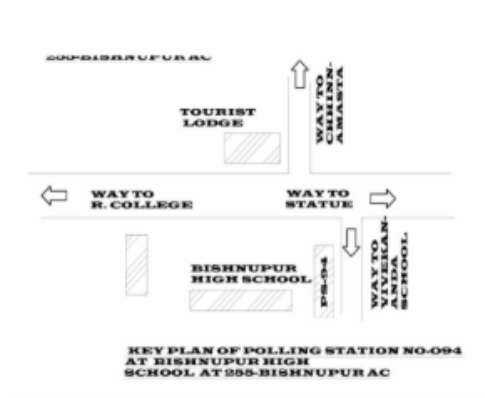 255-BISHNUPUR AC
WAY TO
CHHINN-
AMASTA
TOURIST
LODGE
WAY TO
R. COLLEGE
WAY TO
STATUE
WAY TO
VIVEKAN-
ANDA
SCHOOL
BISHNUPUR
HIGH SCHOOL
PS-94
KEY PLAN OF POLLING STATION NO-094
AT BISHNUPUR HIGH
SCHOOL AT 255-BISHNUPUR AC